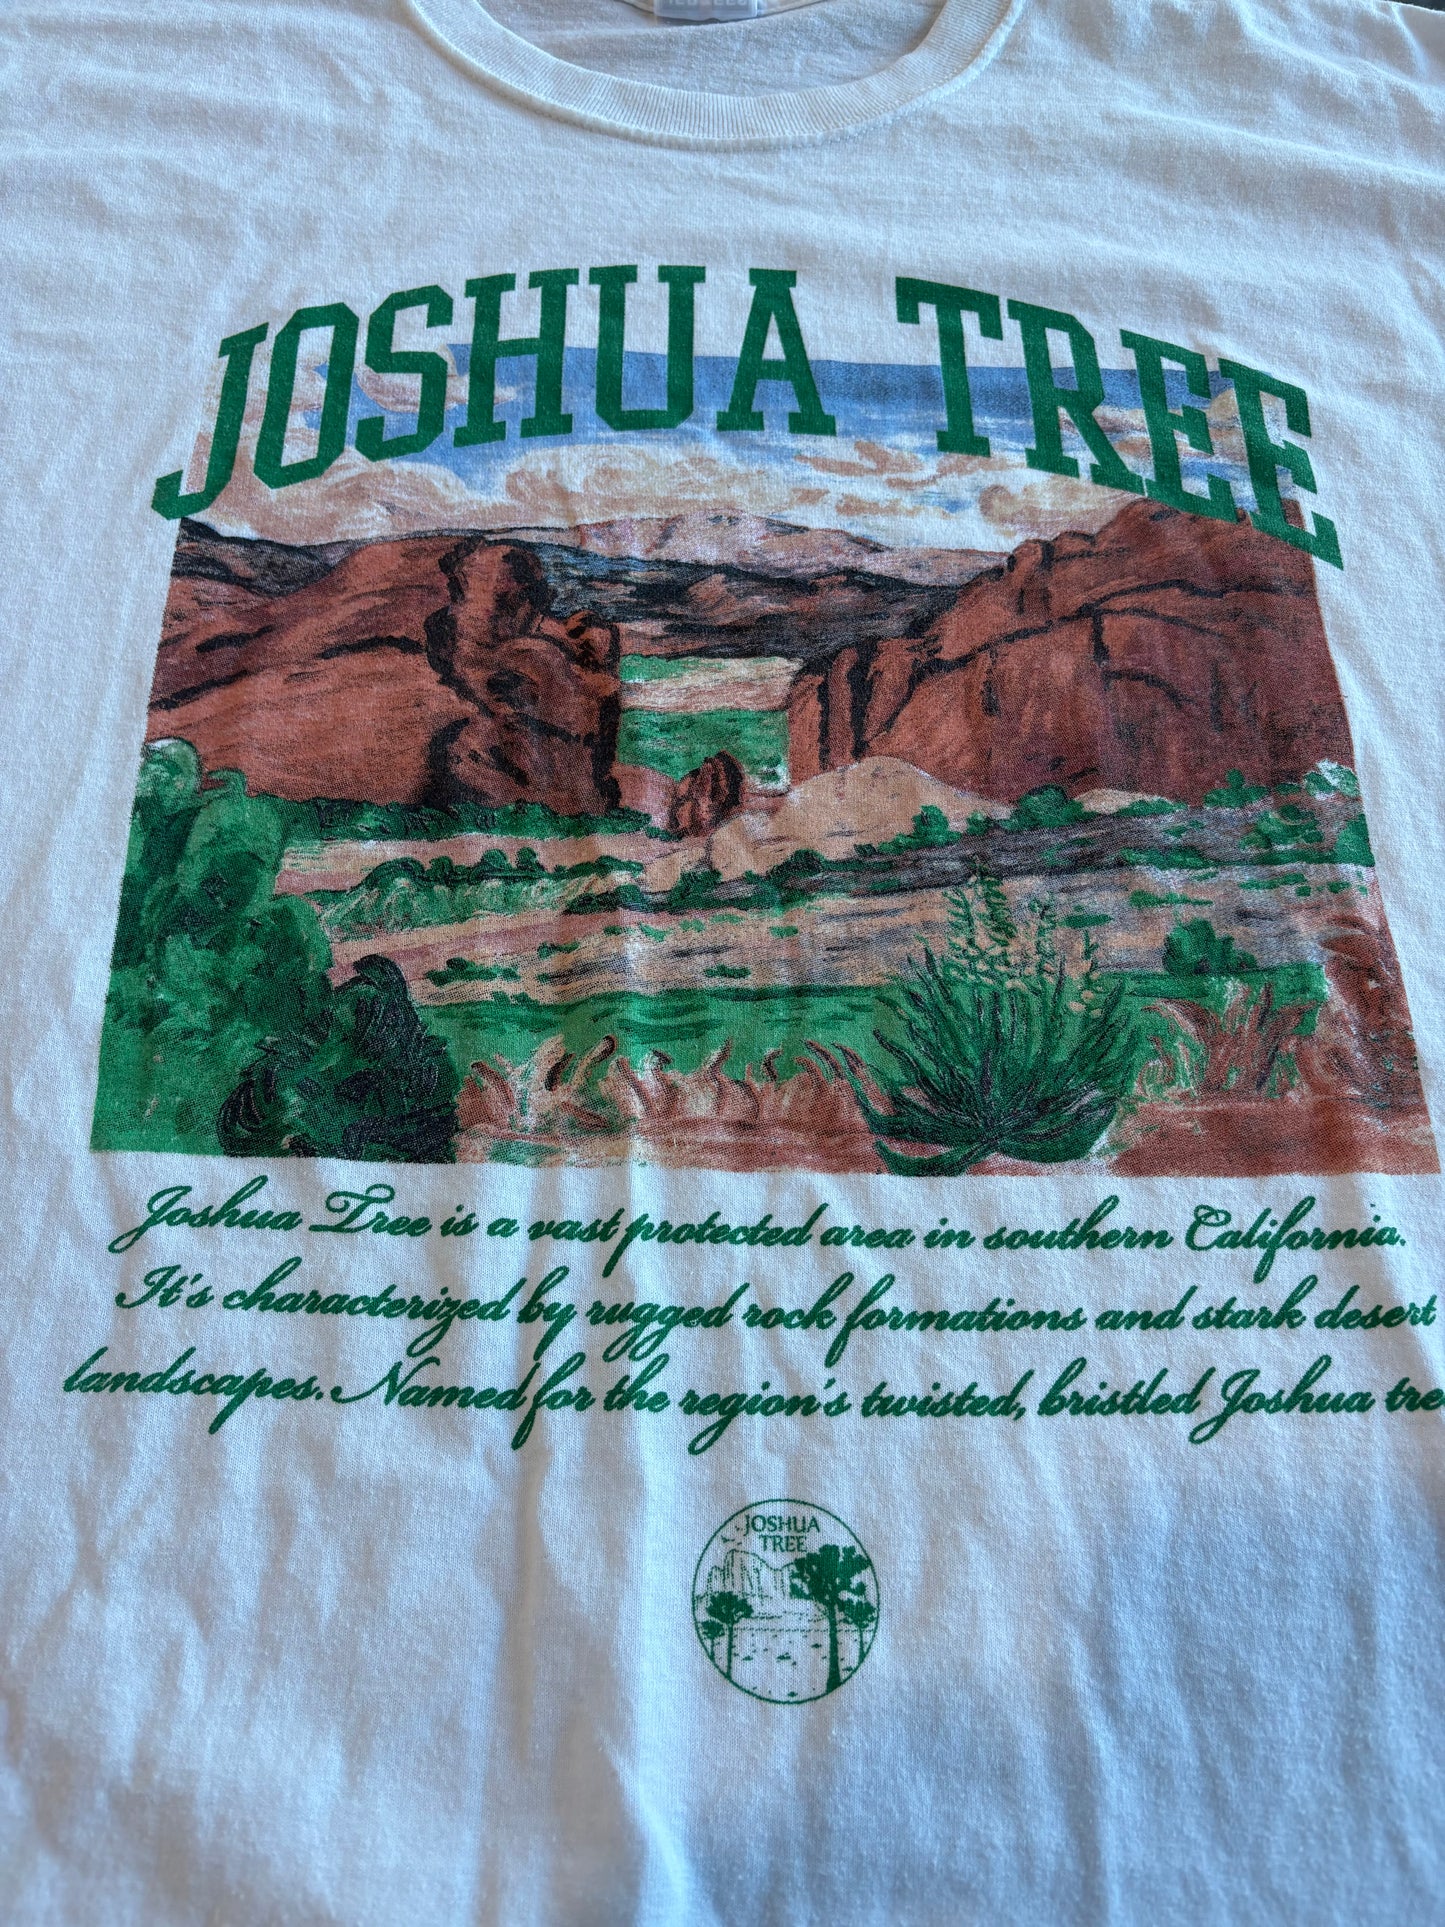 JOSHUA TREE
Joshua Tree is a vast protected area in southern California.
It's characterized by rugged rock formations and stark desert
landscapes. Named for the region's twisted, bristled Joshua tre
JOSHUA
TREE